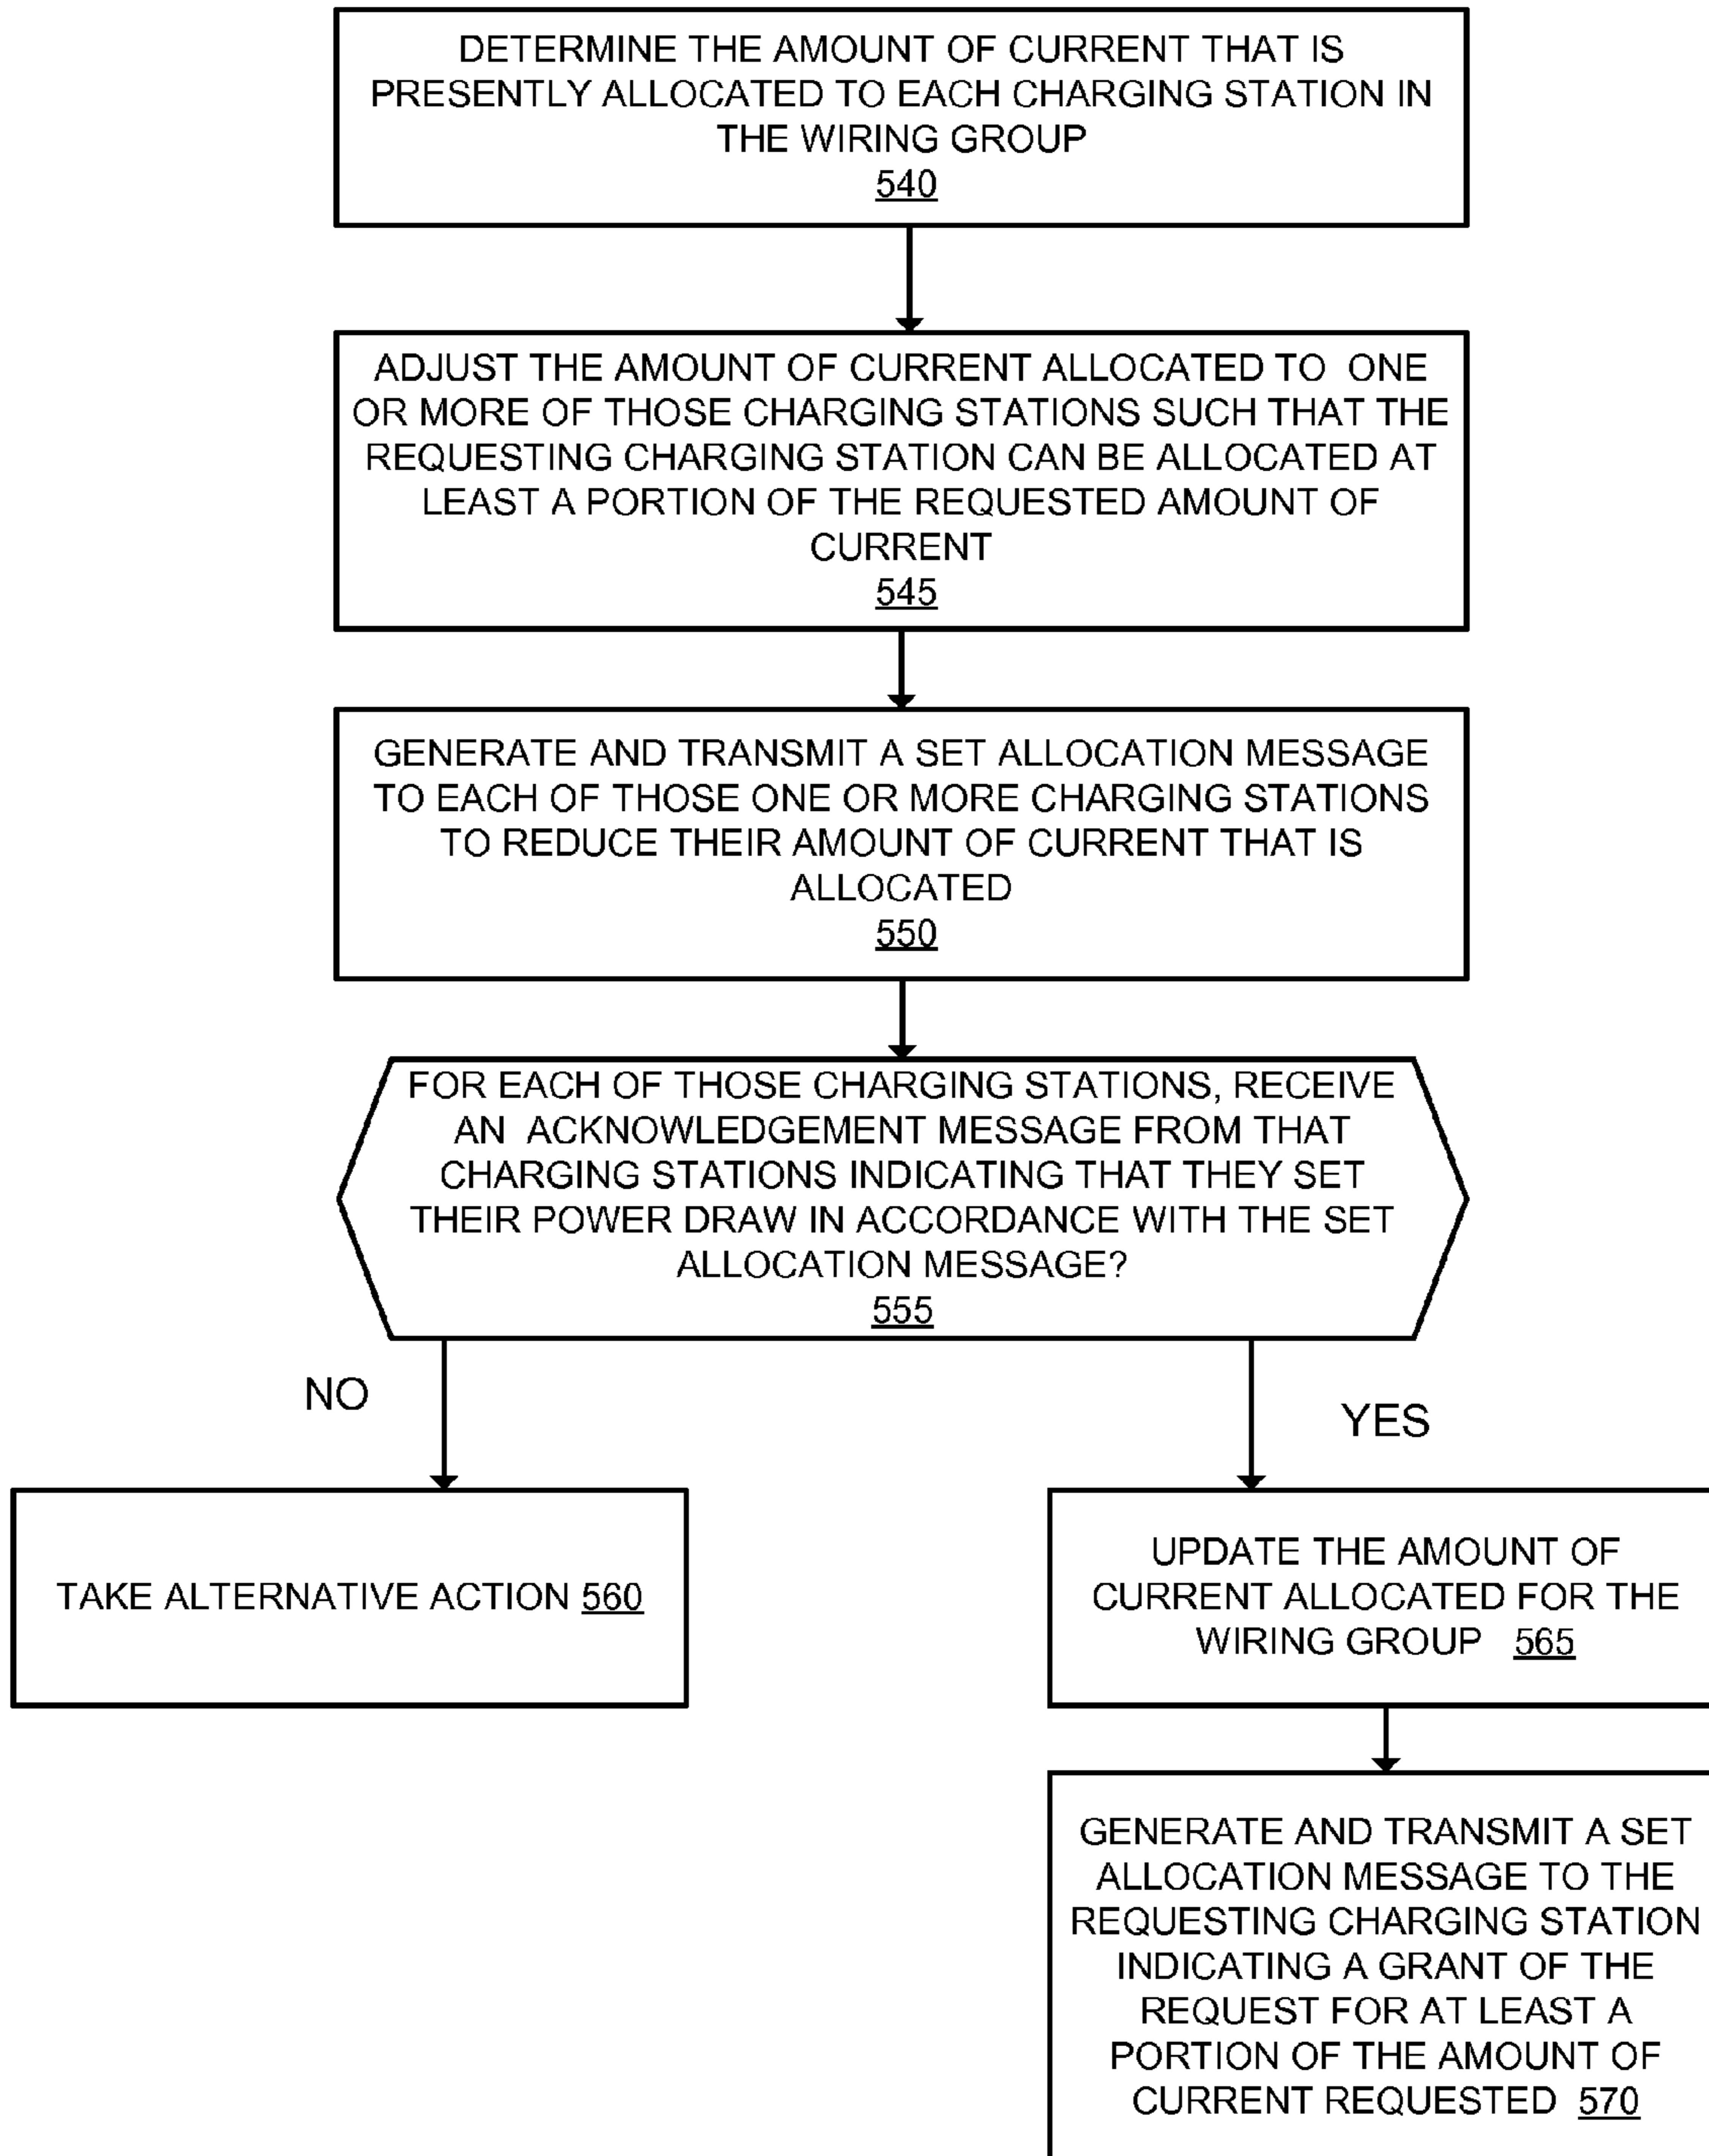 DETERMINE THE AMOUNT OF CURRENT THAT IS
PRESENTLY ALLOCATED TO EACH CHARGING STATION IN
THE WIRING GROUP
540
ADJUST THE AMOUNT OF CURRENT ALLOCATED TO ONE
OR MORE OF THOSE CHARGING STATIONS SUCH THAT THE
REQUESTING CHARGING STATION CAN BE ALLOCATED AT
LEAST A PORTION OF THE REQUESTED AMOUNT OF
CURRENT
545
GENERATE AND TRANSMIT A SET ALLOCATION MESSAGE
TO EACH OF THOSE ONE OR MORE CHARGING STATIONS
TO REDUCE THEIR AMOUNT OF CURRENT THAT IS
ALLOCATED
550
FOR EACH OF THOSE CHARGING STATIONS, RECEIVE
AN ACKNOWLEDGEMENT MESSAGE FROM THAT
CHARGING STATIONS INDICATING THAT THEY SET
THEIR POWER DRAW IN ACCORDANCE WITH THE SET
ALLOCATION MESSAGE?
555
NO
YES
TAKE ALTERNATIVE ACTION 560
UPDATE THE AMOUNT OF
CURRENT ALLOCATED FOR THE
WIRING GROUP 565
GENERATE AND TRANSMIT A SET
ALLOCATION MESSAGE TO THE
REQUESTING CHARGING STATION
INDICATING A GRANT OF THE
REQUEST FOR AT LEAST A
PORTION OF THE AMOUNT OF
CURRENT REQUESTED 570